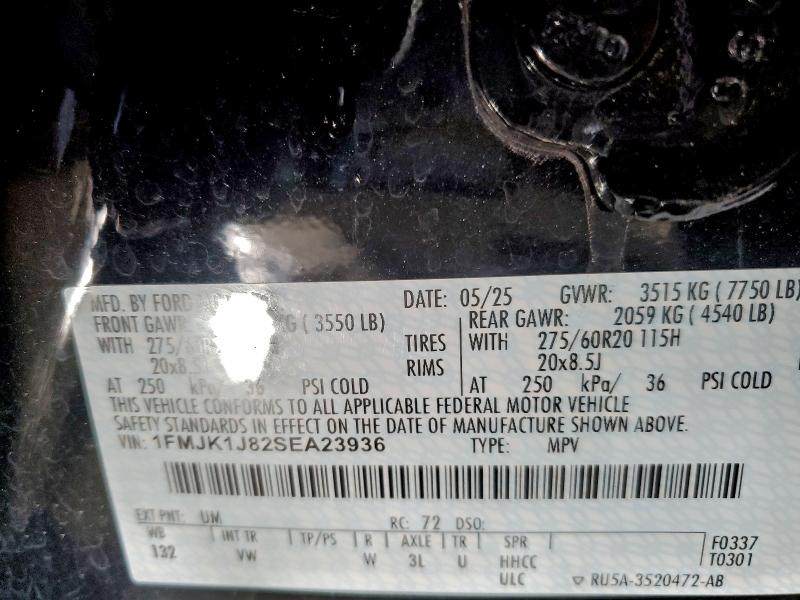 MFD. BY FORD DATE: 05/25 GVWR: 3515 KG ( 7750 LB)
FRONT GAWR: KG ( 3550 LB) REAR GAWR: 2059 KG ( 4540 LB)
WITH 275/60R TIRES WITH 275/60R20 115H
20x8.5J RIMS 20x8.5J
AT 250 kPa/ 36 PSI COLD AT 250 kPa/ 36 PSI COLD
THIS VEHICLE CONFORMS TO ALL APPLICABLE FEDERAL MOTOR VEHICLE
SAFETY STANDARDS IN EFFECT ON THE DATE OF MANUFACTURE SHOWN ABOVE.
VIN: 1FMJK1J82SEA23936 TYPE: MPV
EXT PNT: UM RC: 72 DSO:
WB INT TR TP/PS R AXLE TR SPR F0337
132 VW W 3L U HHCC T0301
ULC RU5A-3520472-AB